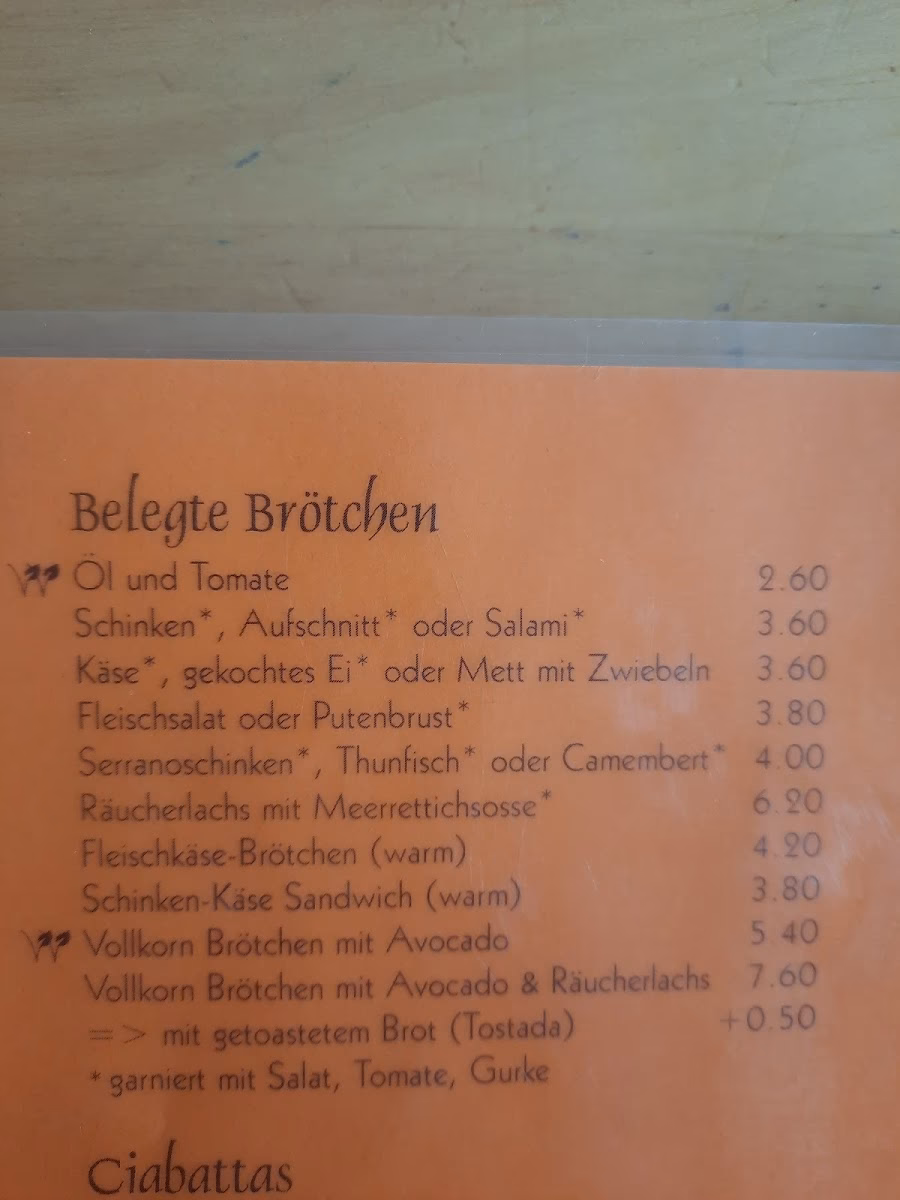 Belegte Brötchen
Öl und Tomate 2.60
Schinken*, Aufschnitt* oder Salami* 3.60
Käse*, gekochtes Ei* oder Mett mit Zwiebeln 3.60
Fleischsalat oder Putenbrust* 3.80
Serranoschinken*, Thunfisch* oder Camembert* 4.00
Räucherlachs mit Meerrettichsosse* 6.20
Fleischkäse-Brötchen (warm) 4.20
Schinken-Käse Sandwich (warm) 3.80
Vollkorn Brötchen mit Avocado 5.40
Vollkorn Brötchen mit Avocado & Räucherlachs 7.60
=> mit getoastetem Brot (Tostada) +0.50
*garniert mit Salat, Tomate, Gurke
Ciabattas